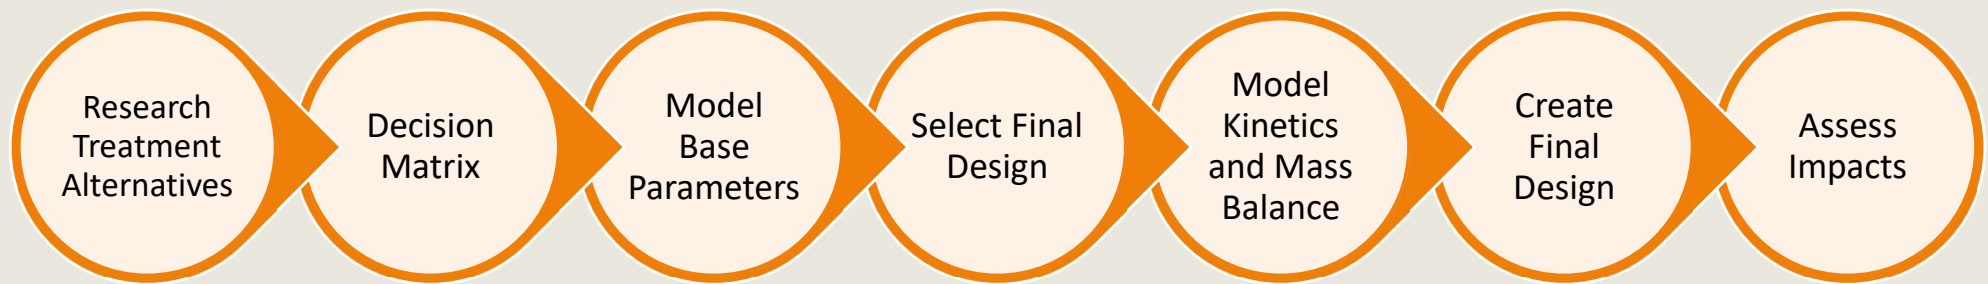 Research
Treatment
Alternatives
Decision
Matrix
Model
Base
Parameters
Select Final
Design
Model
Kinetics
and Mass
Balance
Create
Final
Design
Assess
Impacts